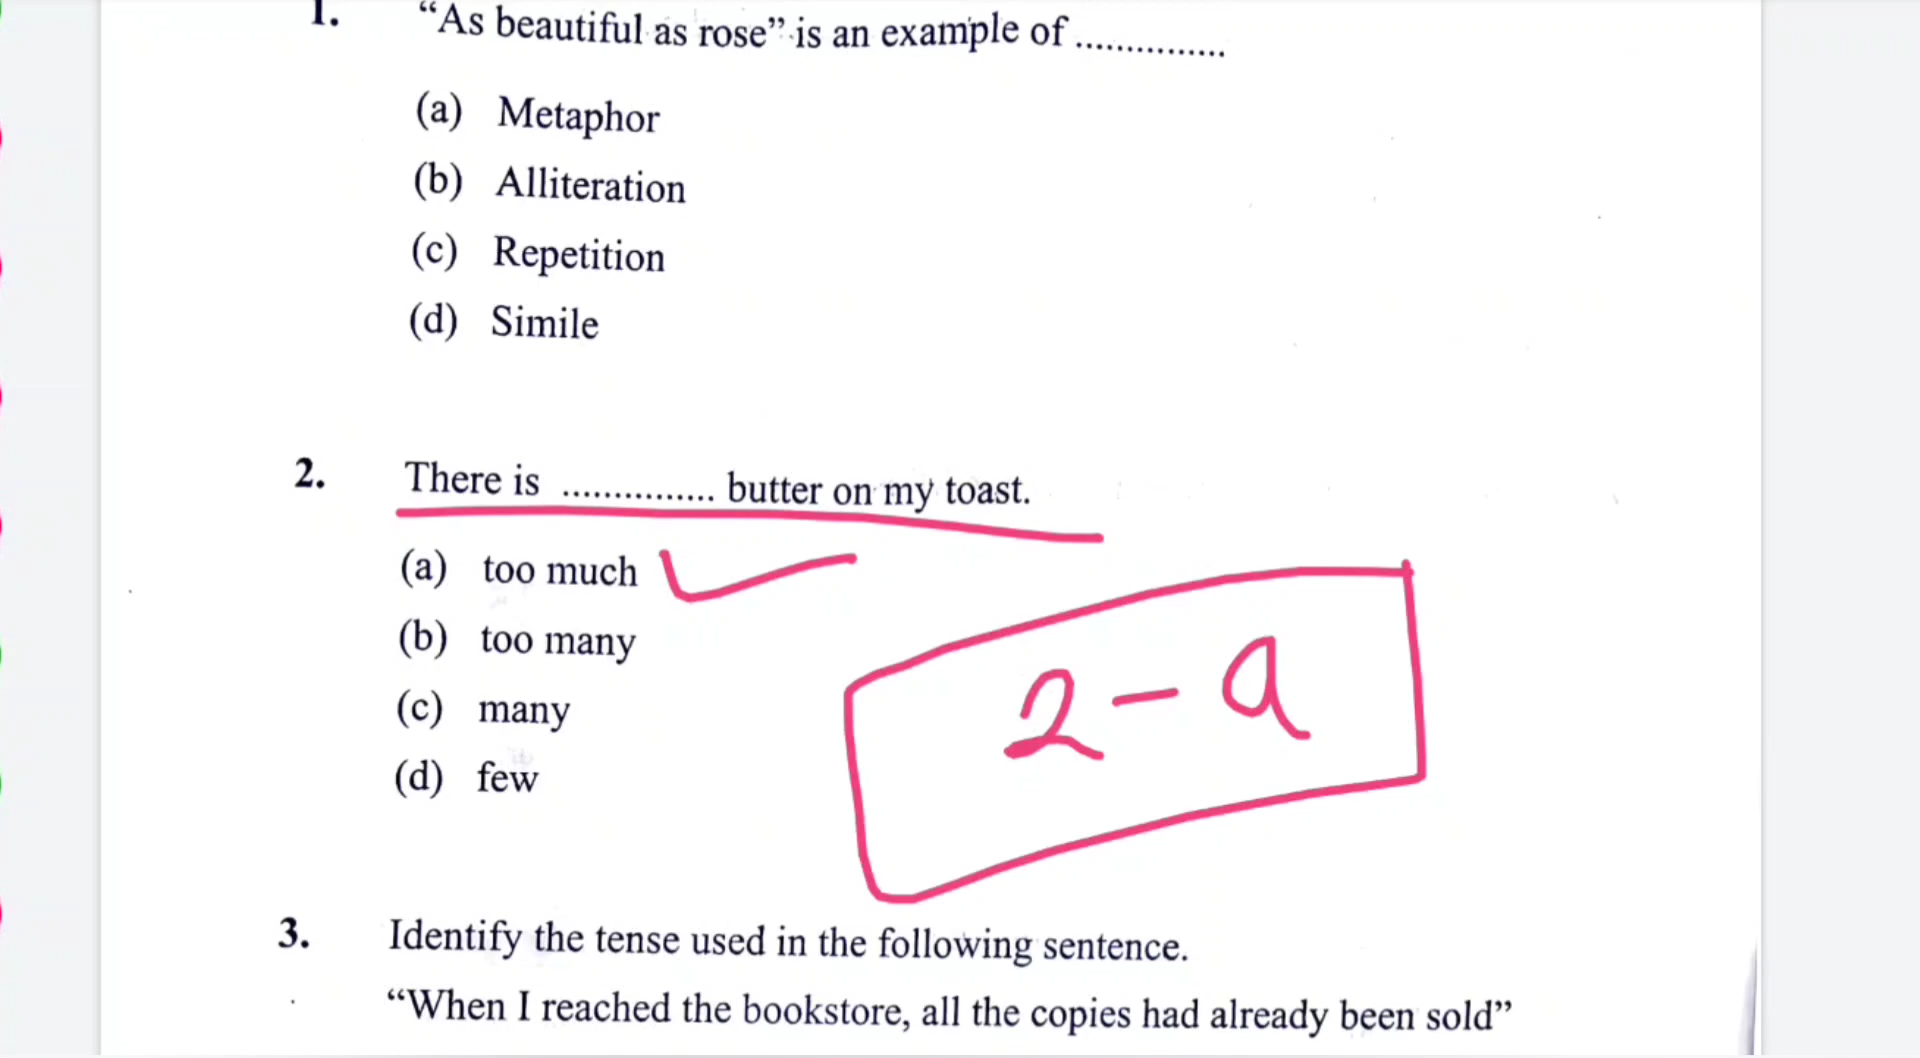 1. “As beautiful as rose” is an example of ...............
(a) Metaphor
(b) Alliteration
(c) Repetition
(d) Simile
2. There is ............... butter on my toast.
(a) too much
(b) too many
(c) many
(d) few
2 - a
3. Identify the tense used in the following sentence.
“When I reached the bookstore, all the copies had already been sold”